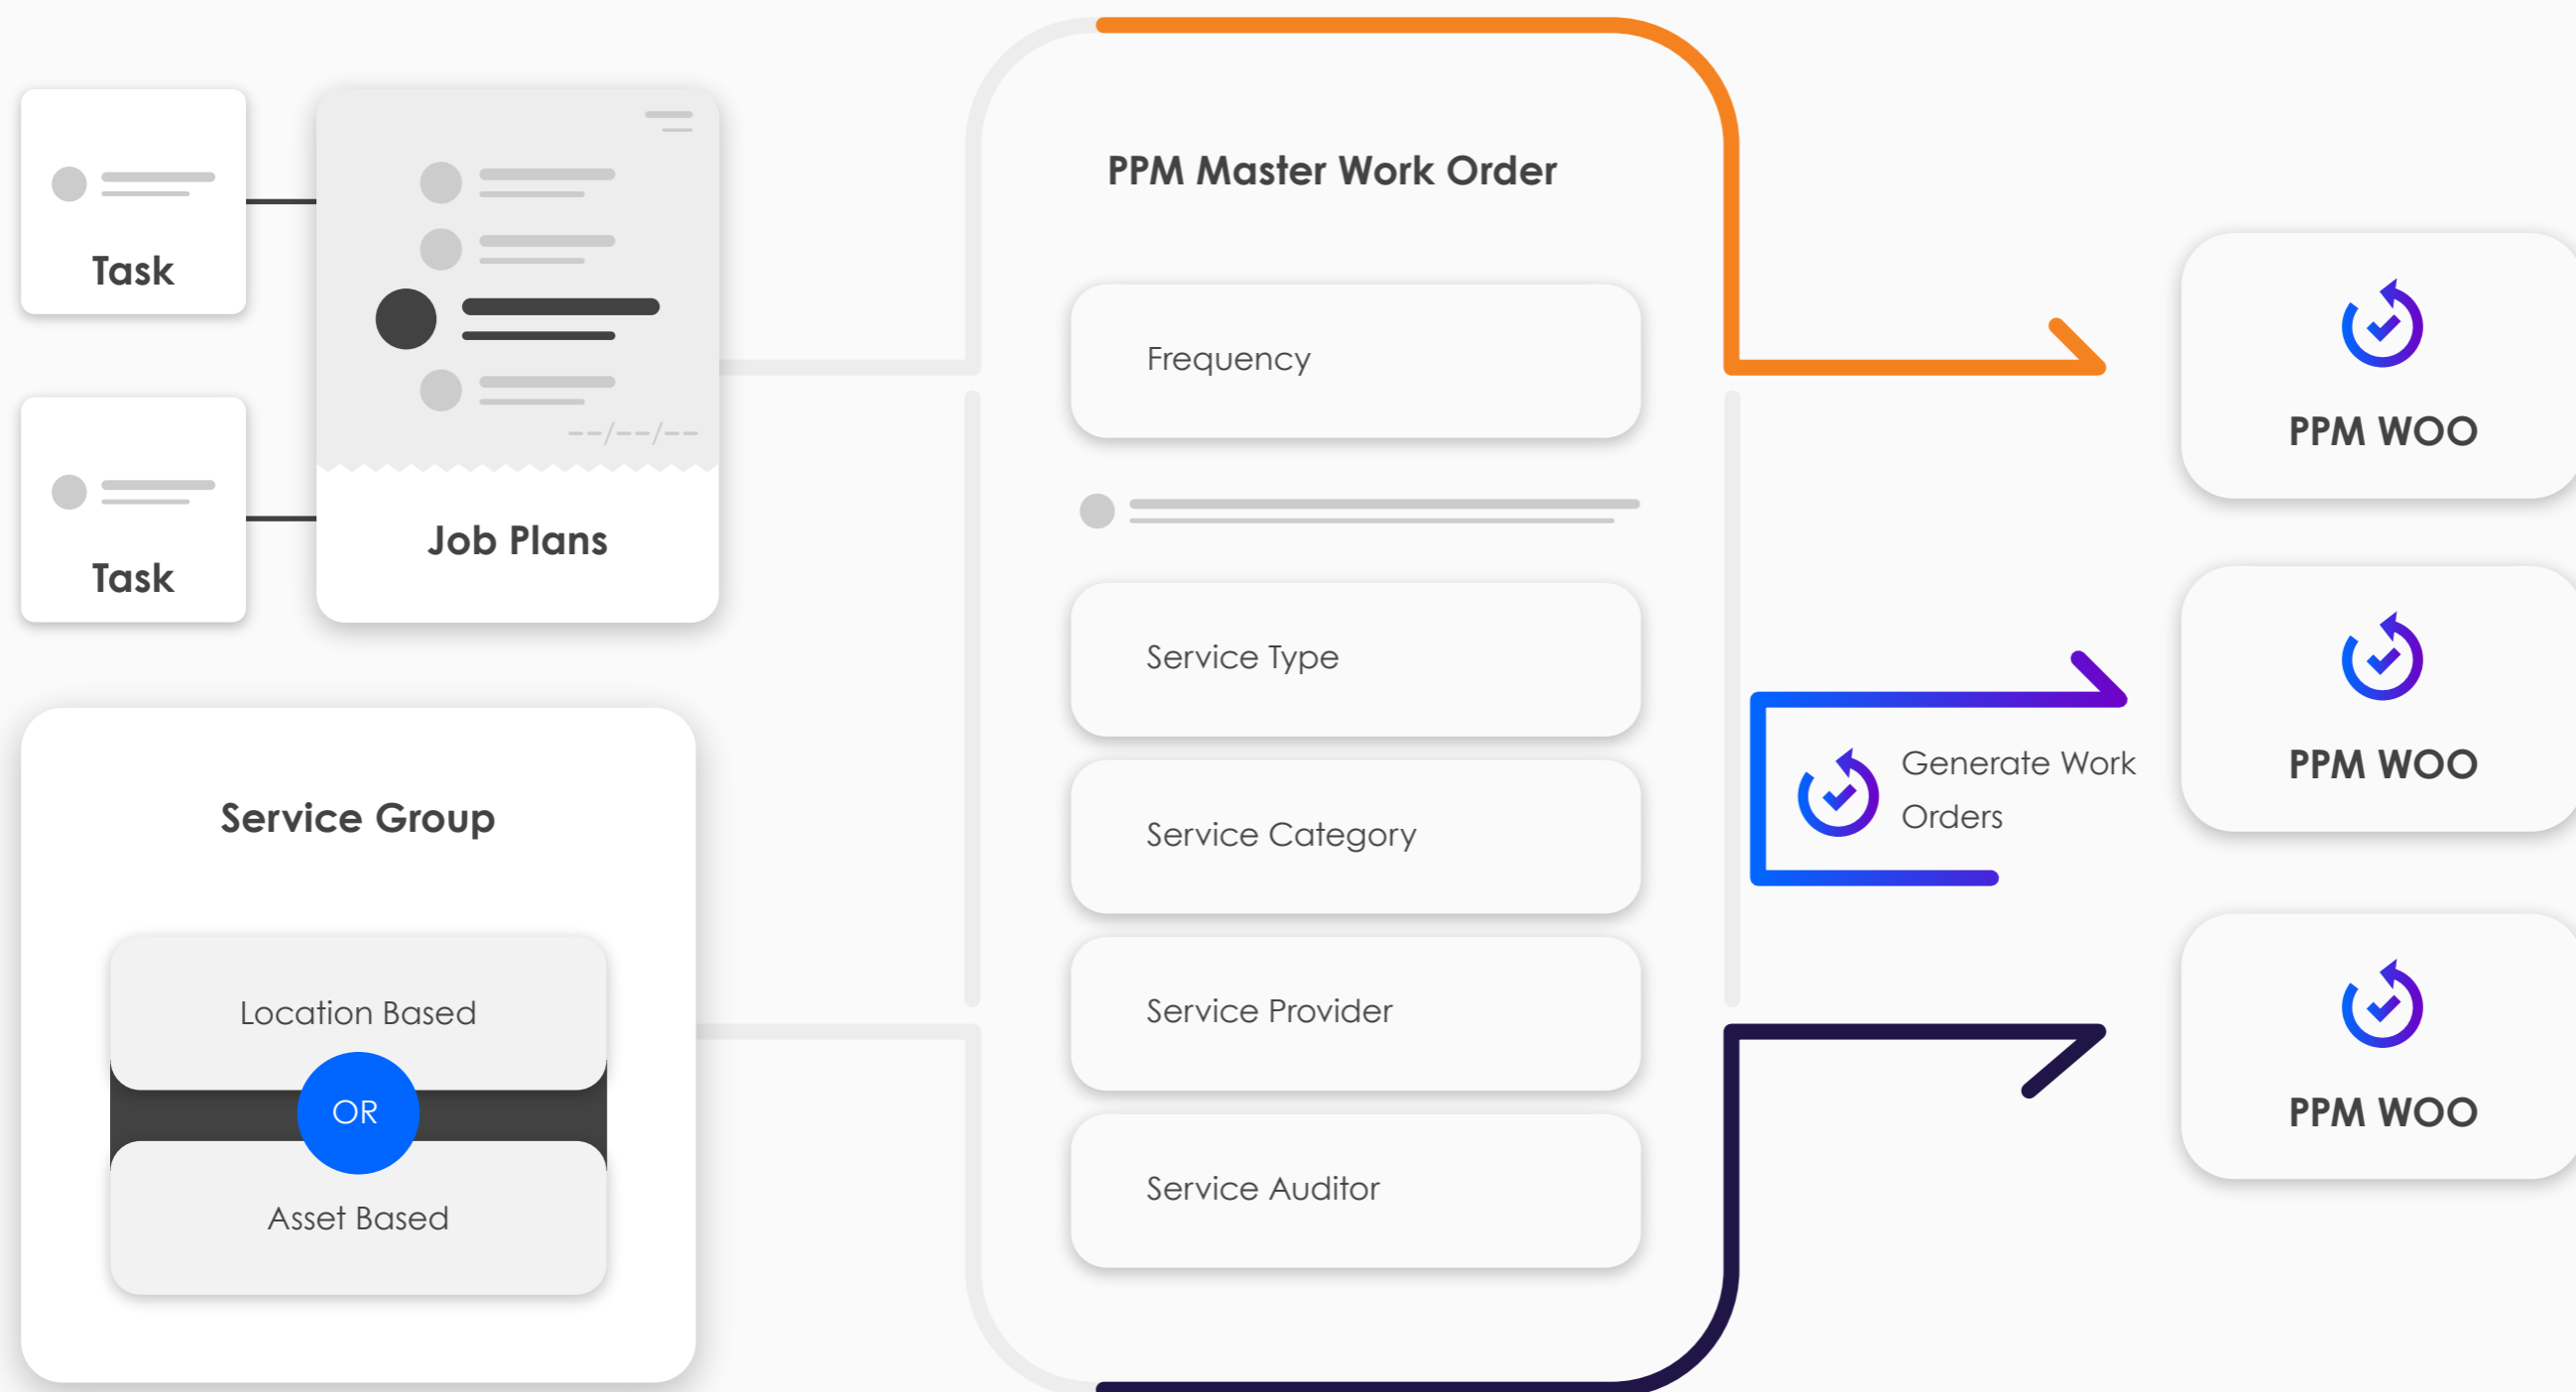 Task
Task
Job Plans
Service Group
Location Based
OR
Asset Based
PPM Master Work Order
Frequency
Service Type
Service Category
Service Provider
Service Auditor
Generate Work
Orders
PPM WOO
PPM WOO
PPM WOO
--/--/--